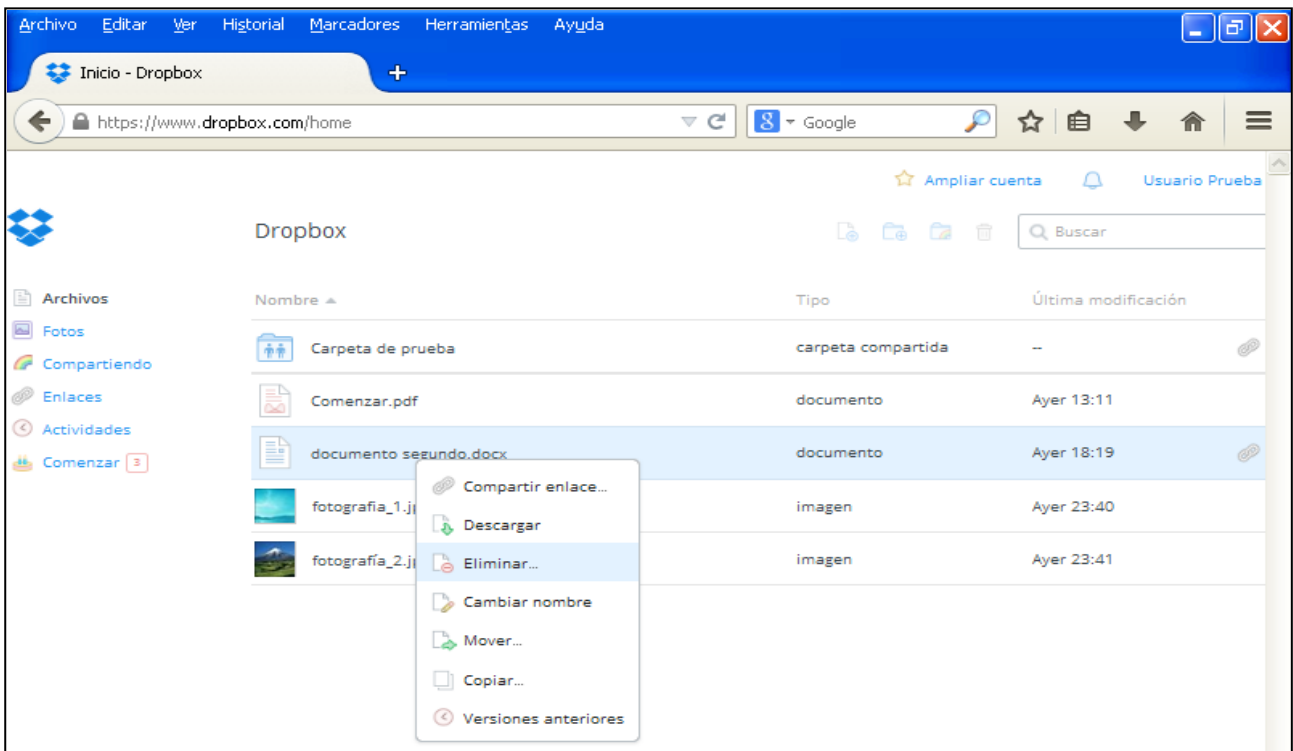 Archivo Editar Ver Historial Marcadores Herramientas Ayuda
Inicio - Dropbox
https://www.dropbox.com/home
8 Google
Ampliar cuenta Usuario Prueba
Dropbox
Buscar
Archivos
Fotos
Compartiendo
Enlaces
Actividades
Comenzar 3
Nombre Tipo Última modificación
Carpeta de prueba carpeta compartida --
Comenzar.pdf documento Ayer 13:11
documento segundo.docx documento Ayer 18:19
fotografia_1.j imagen Ayer 23:40
fotografía_2.j imagen Ayer 23:41
Compartir enlace...
Descargar
Eliminar...
Cambiar nombre
Mover...
Copiar...
Versiones anteriores